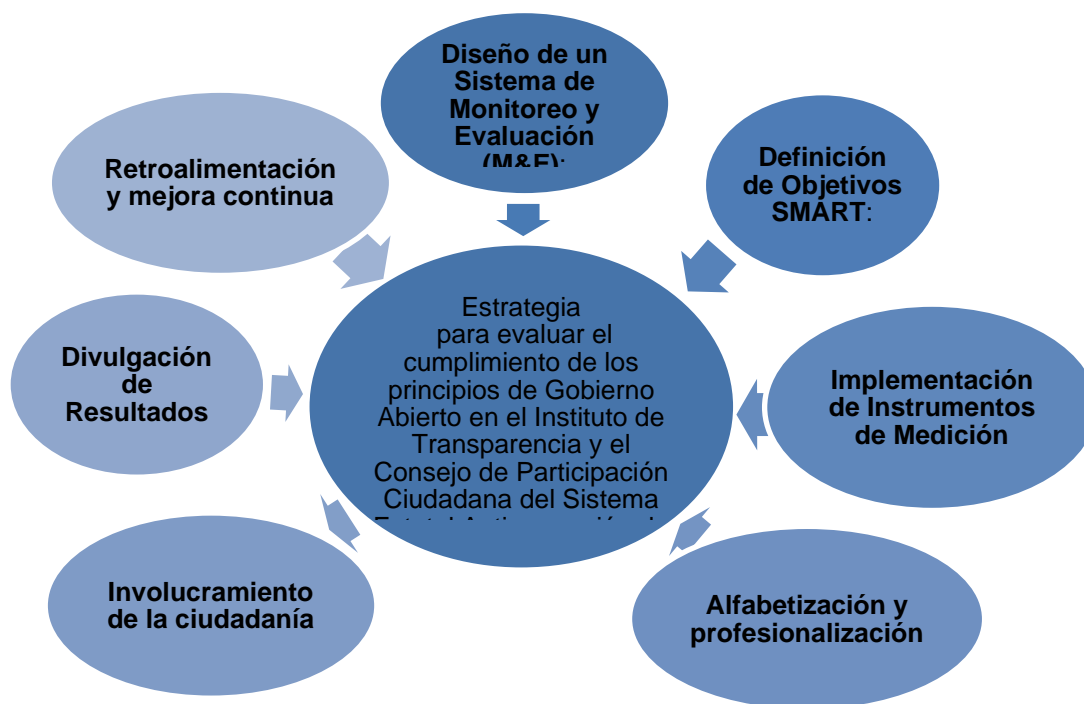 Diseño de un
Sistema de
Monitoreo y
Evaluación
(M&E):
Definición
de Objetivos
SMART:
Implementación
de Instrumentos
de Medición
Alfabetización y
profesionalización
Involucramiento
de la ciudadanía
Divulgación
de
Resultados
Retroalimentación
y mejora continua
Estrategia
para evaluar el
cumplimiento de los
principios de Gobierno
Abierto en el Instituto de
Transparencia y el
Consejo de Participación
Ciudadana del Sistema